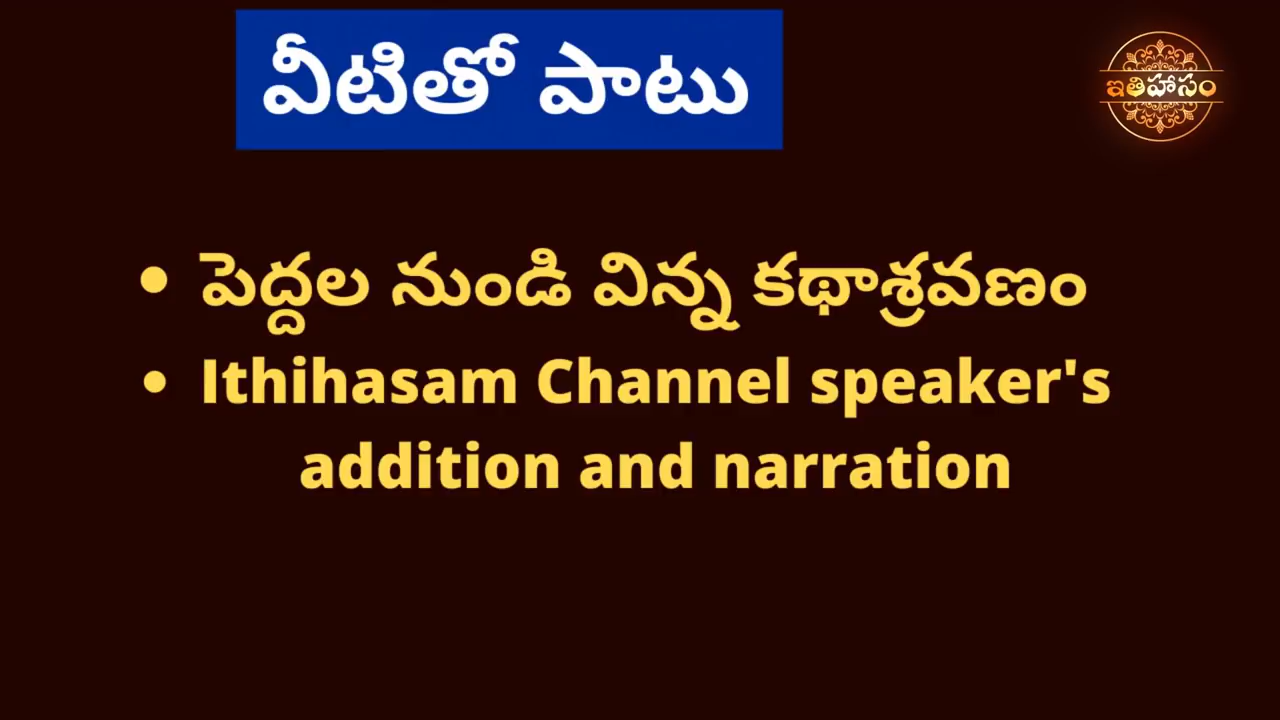 వీటితో పాటు
ఇతిహాసం
• పెద్దల నుండి విన్న కథాశ్రవణం
• Ithihasam Channel speaker's
addition and narration